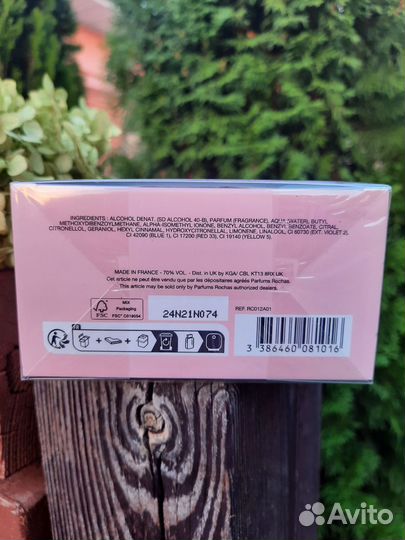 INGREDIENTS : ALCOHOL DENAT. (SD ALCOHOL 40-B), PARFUM (FRAGRANCE), AQUA (WATER), BUTYL
METHOXYDIBENZOYLMETHANE, ALPHA-ISOMETHYL IONONE, BENZYL ALCOHOL, BENZYL BENZOATE, CITRAL,
CITRONELLOL, GERANIOL, HEXYL CINNAMAL, HYDROXYCITRONELLAL, LIMONENE, LINALOOL, CI 60730 (EXT. VIOLET 2),
CI 42090 (BLUE 1), CI 17200 (RED 33), CI 19140 (YELLOW 5).
MADE IN FRANCE - 70% VOL. - Dist. in UK by KGA/ CBL KT13 8RX UK
Cet article ne peut être vendu que par les dépositaires agréés Parfums Rochas.
This article may be sold only by Parfums Rochas authorized dealers.
FSC
MIX
Packaging
FSC® C019054
24N21N074
REF. RC012A01
3 386460 081016
Avito